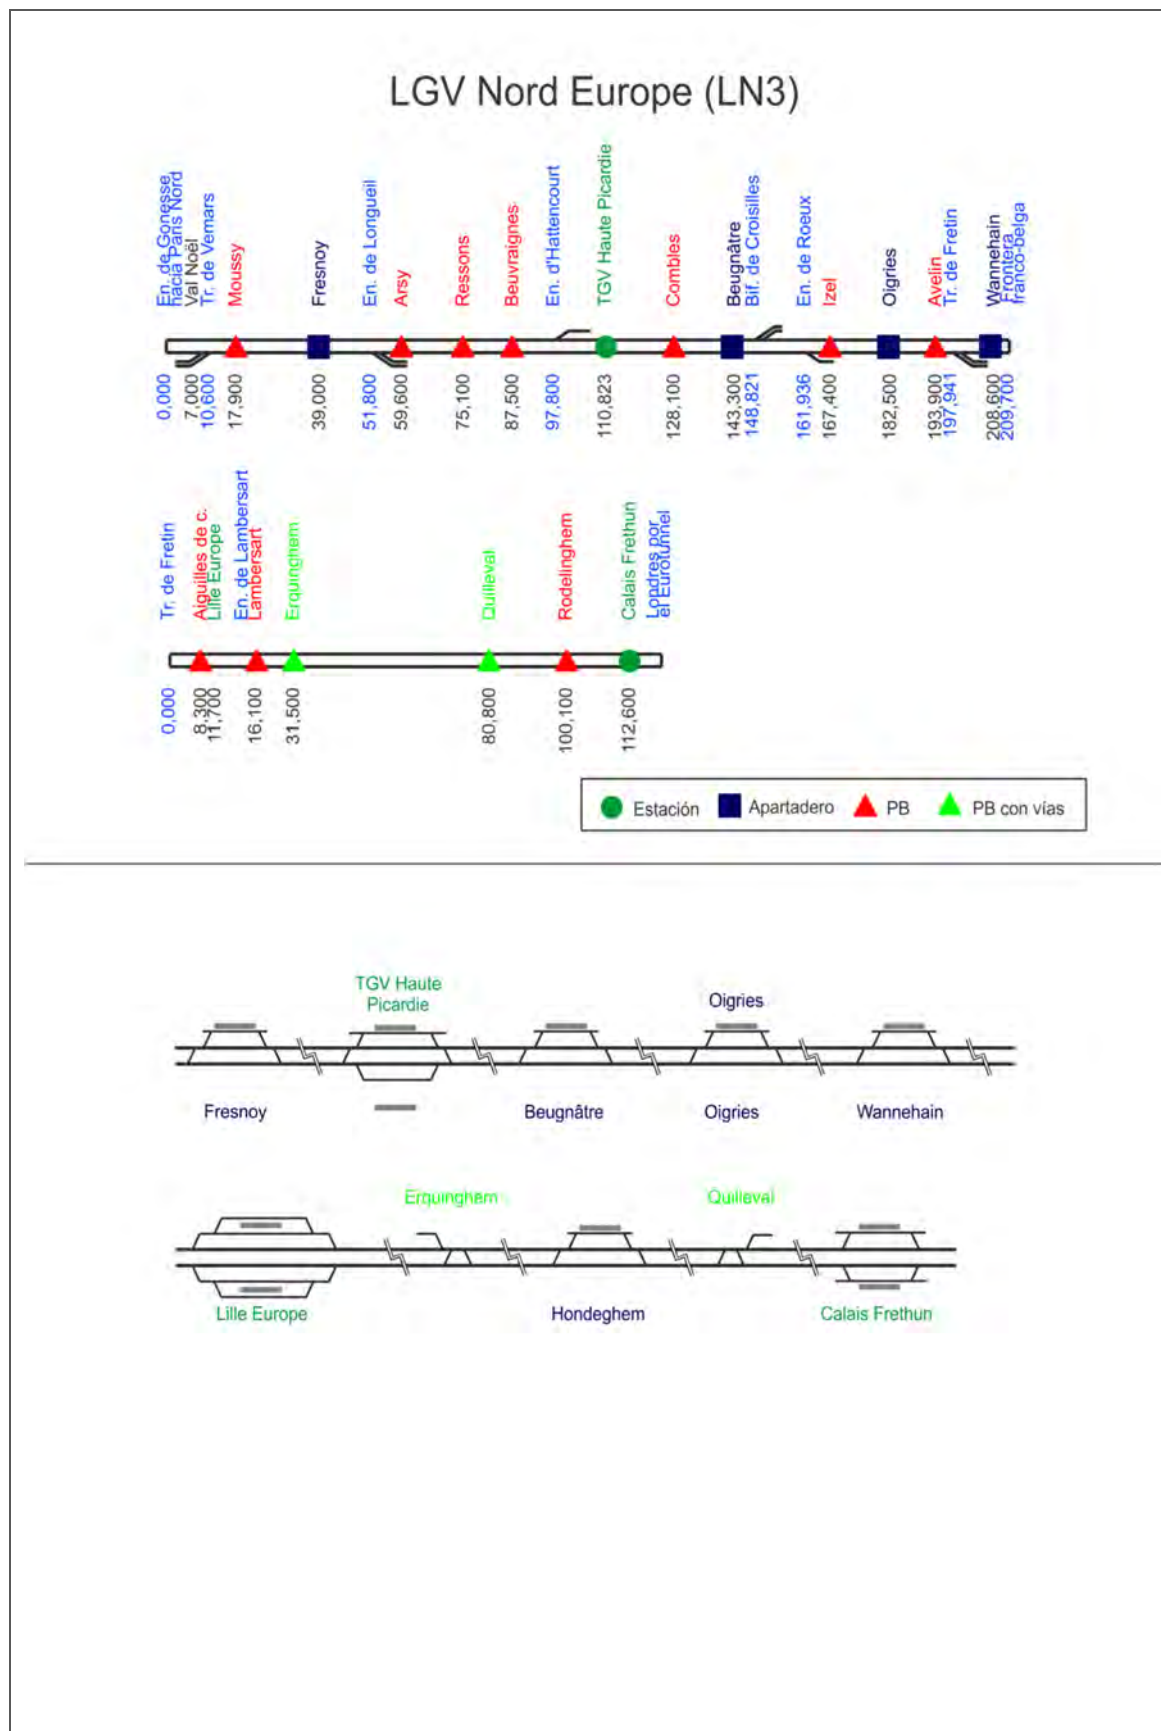 LGV Nord Europe (LN3)
En. de Gonesse,
hacia Paris Nord
Val Noël
Tr. de Vemars
Moussy
Fresnoy
En. de Longueil
Arsy
Ressons
Beuvraignes
En. d'Hattencourt
TGV Haute Picardie
Combles
Beugnâtre
Bif. de Croisilles
En. de Roeux
Izel
Oigries
Avelin
Tr. de Fretin
Wannehain
Frontera
franco-belga
0,000
7,000
10,600
17,900
39,000
51,800
59,600
75,100
87,500
97,800
110,823
128,100
143,300
148,821
161,936
167,400
182,500
193,900
197,941
208,600
209,700
Tr. de Fretin
Aiguilles de c.
Lille Europe
En. de Lambersart
Lambersart
Erquinghem
Quilleval
Rodelinghem
Calais Frethun
Londres por
el Eurotunnel
0,000
8,300
11,700
16,100
31,500
80,800
100,100
112,600
Estación
Apartadero
PB
PB con vías
TGV Haute
Picardie
Oigries
Fresnoy
Beugnâtre
Oigries
Wannehain
Erquinghem
Quilleval
Lille Europe
Hondeghem
Calais Frethun